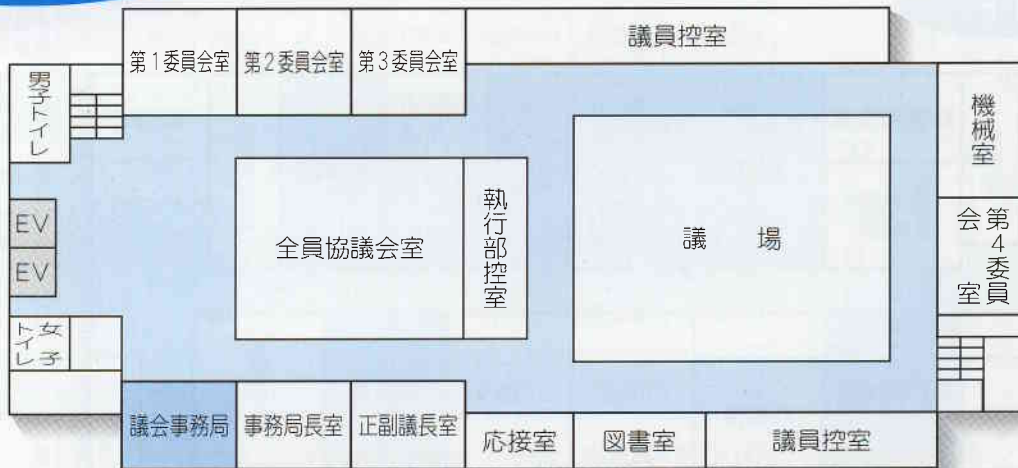 第1委員会室
第2委員会室
第3委員会室
議員控室
男子トイレ
機械室
EV
EV
全員協議会室
執行部控室
議　場
第4委員
会　室
女子
トイレ
議会事務局
事務局長室
正副議長室
応接室
図書室
議員控室